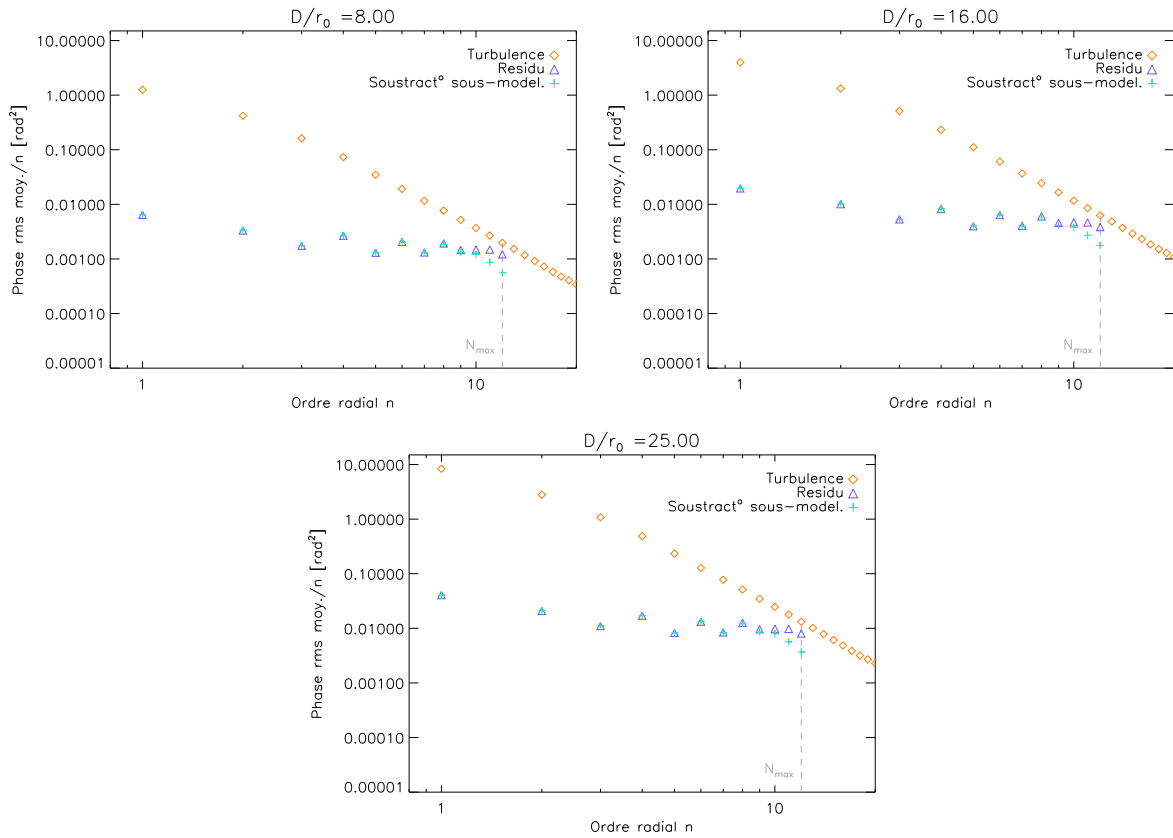 D/r₀ =8.00
10.00000
1.00000
0.10000
0.01000
0.00100
0.00010
0.00001
Phase rms moy./n [rad²]
Turbulence
Residu
Soustract° sous-model.
Nmax
1
10
Ordre radial n
D/r₀ =16.00
10.00000
1.00000
0.10000
0.01000
0.00100
0.00010
0.00001
Phase rms moy./n [rad²]
Turbulence
Residu
Soustract° sous-model.
Nmax
1
10
Ordre radial n
D/r₀ =25.00
10.00000
1.00000
0.10000
0.01000
0.00100
0.00010
0.00001
Phase rms moy./n [rad²]
Turbulence
Residu
Soustract° sous-model.
Nmax
1
10
Ordre radial n